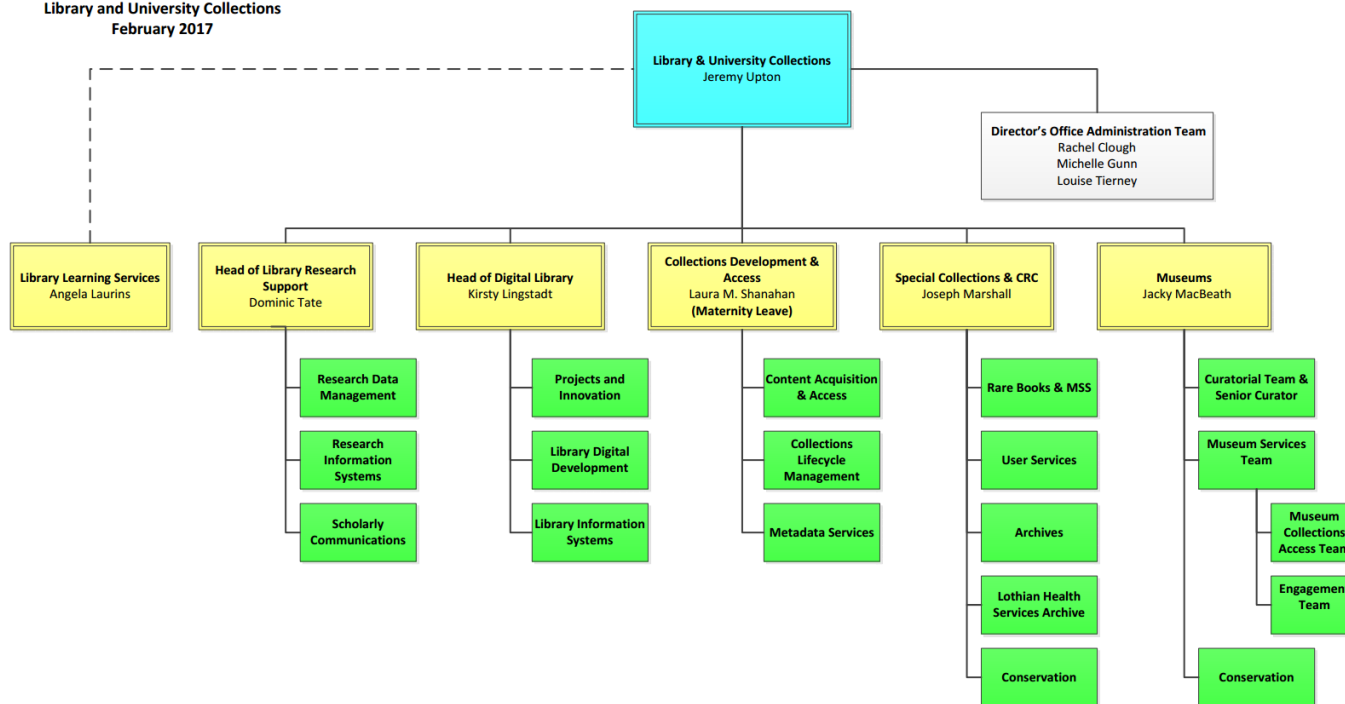 Library and University Collections
February 2017
Library & University Collections
Jeremy Upton
Director's Office Administration Team
Rachel Clough
Michelle Gunn
Louise Tierney
Library Learning Services
Angela Laurins
Head of Library Research
Support
Dominic Tate
Head of Digital Library
Kirsty Lingstadt
Collections Development &
Access
Laura M. Shanahan
(Maternity Leave)
Special Collections & CRC
Joseph Marshall
Museums
Jacky MacBeath
Research Data
Management
Research
Information
Systems
Scholarly
Communications
Projects and
Innovation
Library Digital
Development
Library Information
Systems
Content Acquisition
& Access
Collections
Lifecycle
Management
Metadata Services
Rare Books & MSS
User Services
Archives
Lothian Health
Services Archive
Conservation
Curatorial Team &
Senior Curator
Museum Services
Team
Museum
Collections
Access Team
Engagemen
Team
Conservation